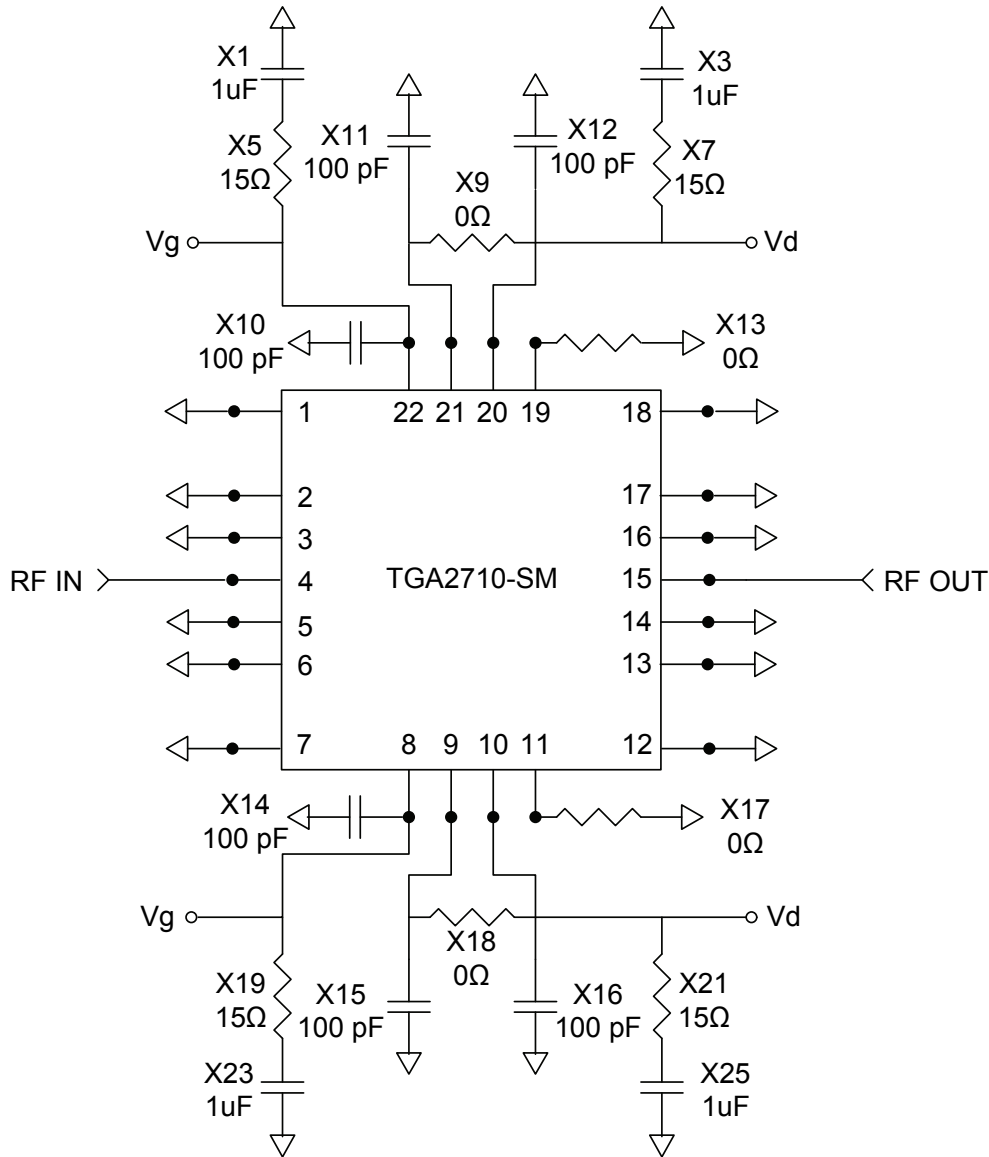 X1
1uF
X3
1uF
X11
100 pF
X12
100 pF
X5
15Ω
X7
15Ω
X9
0Ω
Vg
Vd
X10
100 pF
X13
0Ω
1
22
21
20
19
18
2
17
3
16
RF IN
4
TGA2710-SM
15
RF OUT
5
14
6
13
7
8
9
10
11
12
X14
100 pF
X17
0Ω
Vg
Vd
X18
0Ω
X19
15Ω
X15
100 pF
X16
100 pF
X21
15Ω
X23
1uF
X25
1uF